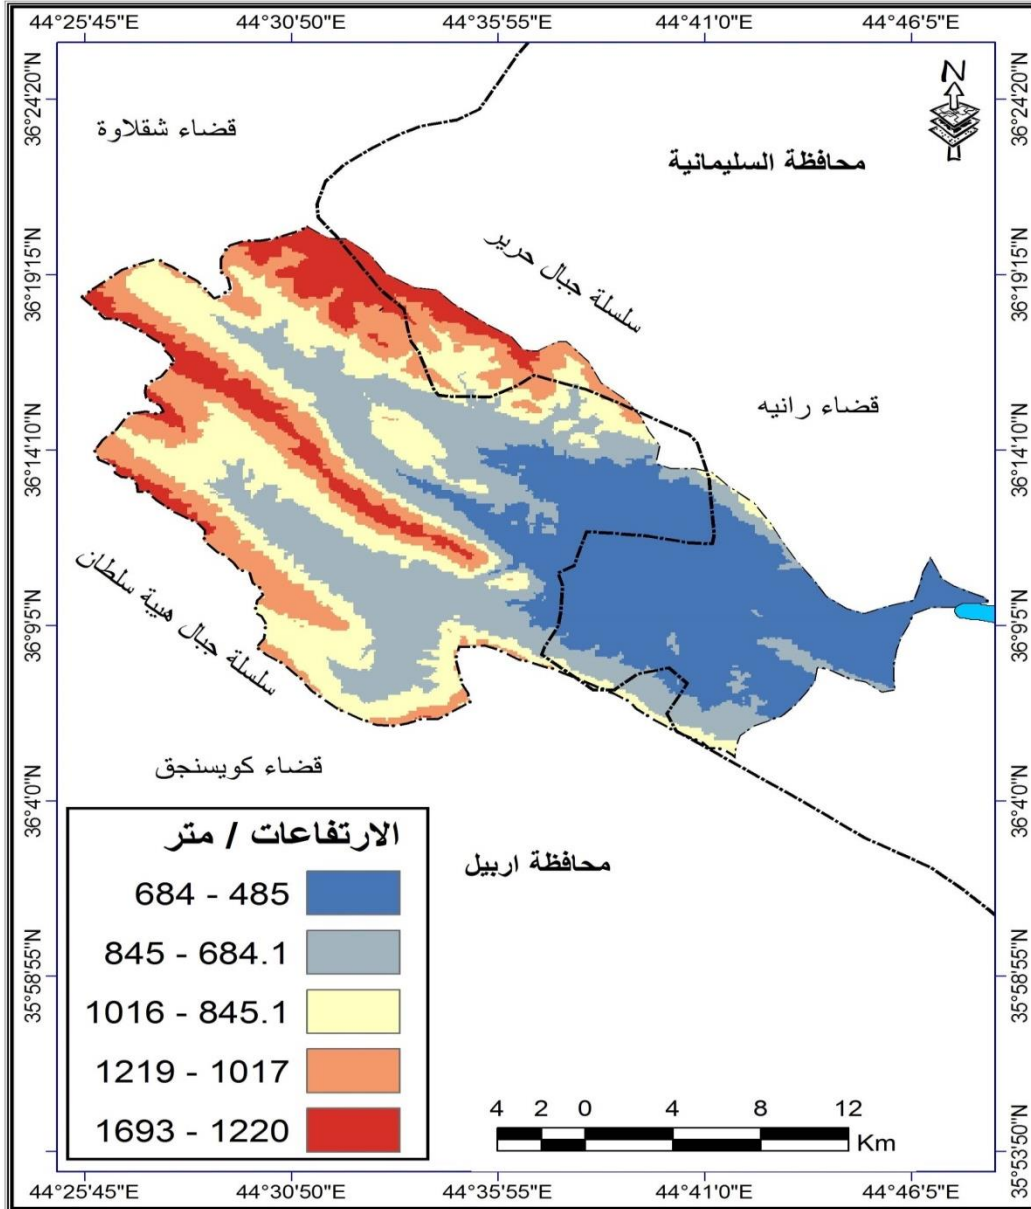 44°25'45"E 44°30'50"E 44°35'55"E 44°41'0"E 44°46'5"E
36°24'20"N 36°24'20"N
N
قضاء شقلاوة
محافظة السليمانية
سلسلة جبال حرير
36°19'15"N 36°19'15"N
قضاء رانيه
36°14'10"N 36°14'10"N
سلسلة جبال هيبة سلطان
36°9'5"N 36°9'5"N
قضاء كويسنجق
36°4'0"N 36°4'0"N
محافظة اربيل
الارتفاعات / متر
684 - 485
845 - 684.1
1016 - 845.1
1219 - 1017
1693 - 1220
35°58'55"N 35°58'55"N
4 2 0 4 8 12
Km
35°53'50"N 35°53'50"N
44°25'45"E 44°30'50"E 44°35'55"E 44°41'0"E 44°46'5"E